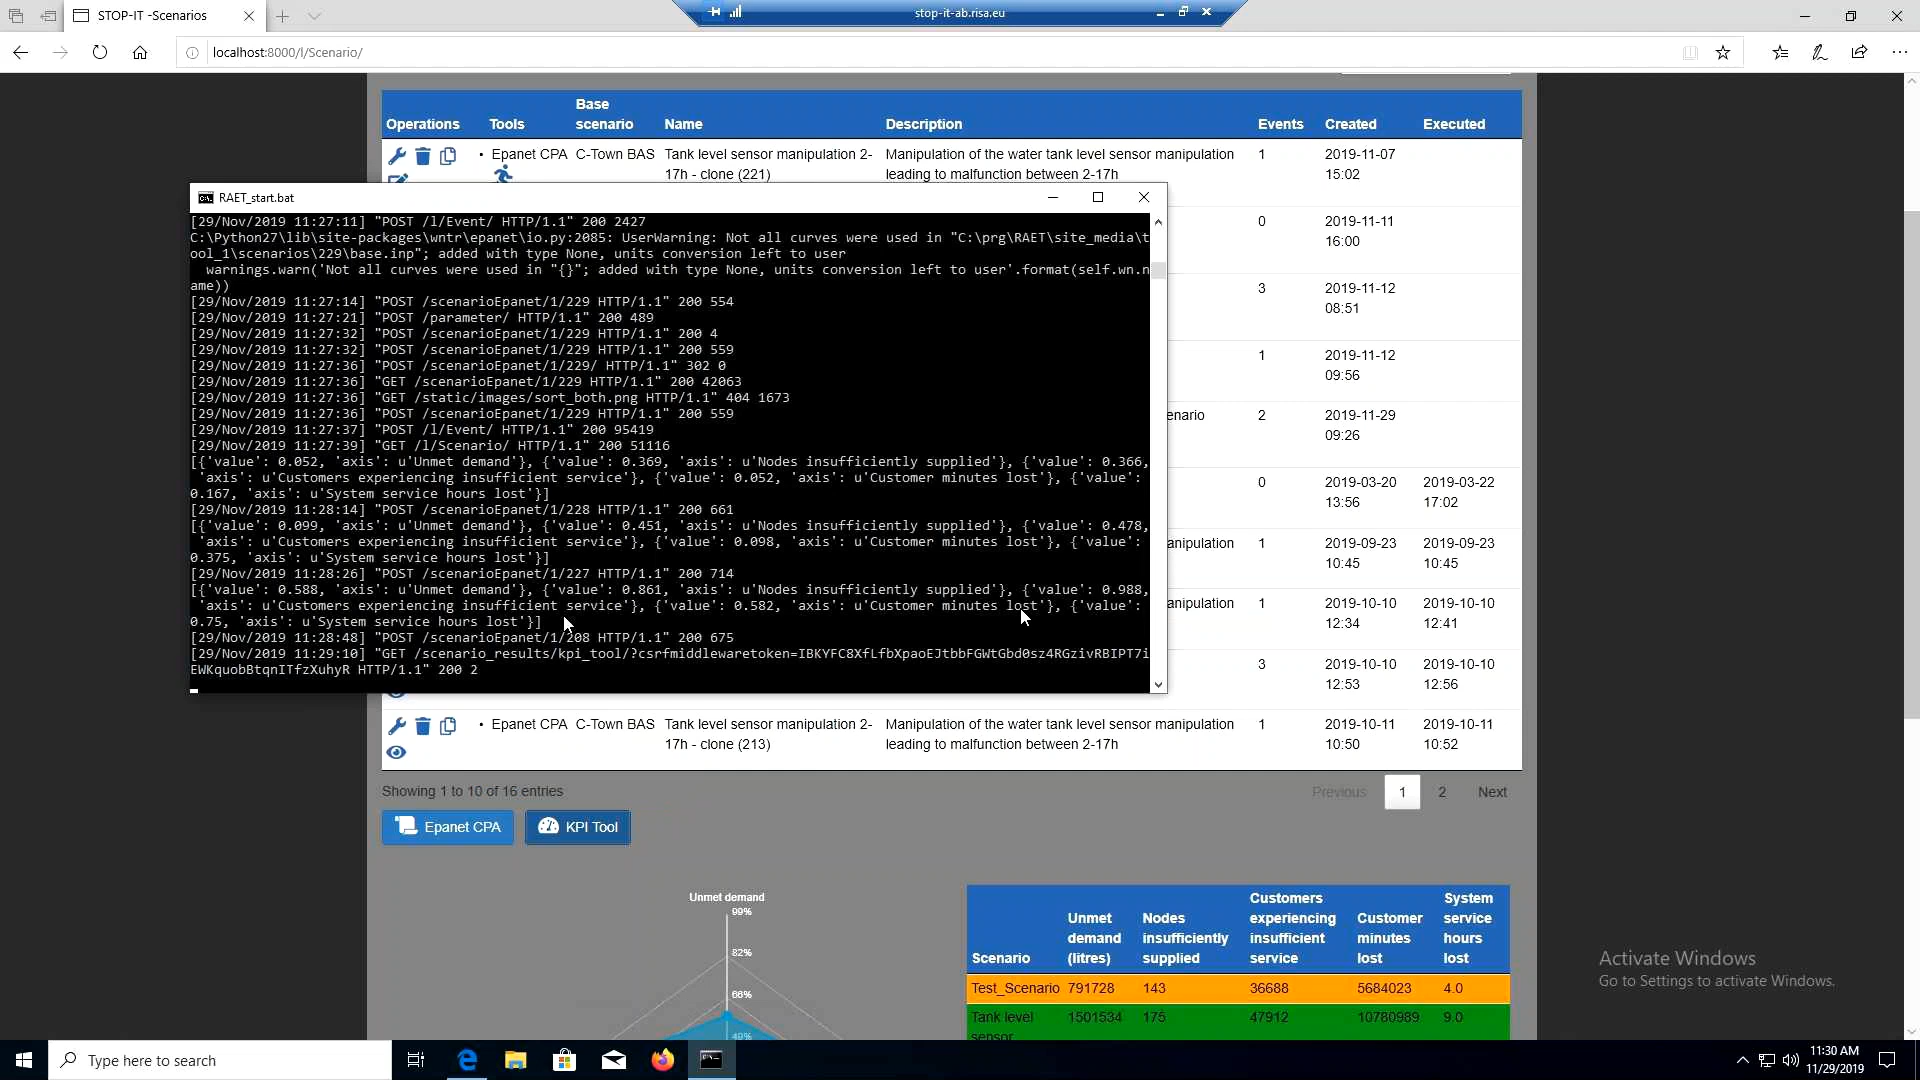 STOP-IT -Scenarios
stop-it-ab.risa.eu
localhost:8000/l/Scenario/
Operations Tools Base scenario Name Description Events Created Executed
Epanet CPA C-Town BAS Tank level sensor manipulation 2- Manipulation of the water tank level sensor manipulation 1 2019-11-07
17h - clone (221) leading to malfunction between 2-17h 15:02
RAET_start.bat
[29/Nov/2019 11:27:11] "POST /l/Event/ HTTP/1.1" 200 2427
C:\Python27\lib\site-packages\wntr\epanet\io.py:2085: UserWarning: Not all curves were used in "C:\prg\RAET\site_media\t
ool_1\scenarios\229\base.inp"; added with type None, units conversion left to user
warnings.warn('Not all curves were used in "{}"; added with type None, units conversion left to user'.format(self.wn.n
ame))
[29/Nov/2019 11:27:14] "POST /scenarioEpanet/1/229 HTTP/1.1" 200 554
[29/Nov/2019 11:27:21] "POST /parameter/ HTTP/1.1" 200 489
[29/Nov/2019 11:27:32] "POST /scenarioEpanet/1/229 HTTP/1.1" 200 4
[29/Nov/2019 11:27:32] "POST /scenarioEpanet/1/229 HTTP/1.1" 200 559
[29/Nov/2019 11:27:36] "POST /scenarioEpanet/1/229/ HTTP/1.1" 302 0
[29/Nov/2019 11:27:36] "GET /scenarioEpanet/1/229 HTTP/1.1" 200 42063
[29/Nov/2019 11:27:36] "GET /static/images/sort_both.png HTTP/1.1" 404 1673
[29/Nov/2019 11:27:36] "POST /scenarioEpanet/1/229 HTTP/1.1" 200 559
[29/Nov/2019 11:27:37] "POST /l/Event/ HTTP/1.1" 200 95419
[29/Nov/2019 11:27:39] "GET /l/Scenario/ HTTP/1.1" 200 51116
[{'value': 0.052, 'axis': u'Unmet demand'}, {'value': 0.369, 'axis': u'Nodes insufficiently supplied'}, {'value': 0.366,
'axis': u'Customers experiencing insufficient service'}, {'value': 0.052, 'axis': u'Customer minutes lost'}, {'value':
0.167, 'axis': u'System service hours lost'}]
[29/Nov/2019 11:28:14] "POST /scenarioEpanet/1/228 HTTP/1.1" 200 661
[{'value': 0.099, 'axis': u'Unmet demand'}, {'value': 0.451, 'axis': u'Nodes insufficiently supplied'}, {'value': 0.478,
'axis': u'Customers experiencing insufficient service'}, {'value': 0.098, 'axis': u'Customer minutes lost'}, {'value':
0.375, 'axis': u'System service hours lost'}]
[29/Nov/2019 11:28:26] "POST /scenarioEpanet/1/227 HTTP/1.1" 200 714
[{'value': 0.588, 'axis': u'Unmet demand'}, {'value': 0.861, 'axis': u'Nodes insufficiently supplied'}, {'value': 0.988,
'axis': u'Customers experiencing insufficient service'}, {'value': 0.582, 'axis': u'Customer minutes lost'}, {'value':
0.75, 'axis': u'System service hours lost'}]
[29/Nov/2019 11:28:48] "POST /scenarioEpanet/1/208 HTTP/1.1" 200 675
[29/Nov/2019 11:29:10] "GET /scenario_results/kpi_tool/?csrfmiddlewaretoken=IBKYFC8XfLfbXpaoEJtbbFGWtGbd0sz4RGzivRBIPT7i
EWKquobBtqnITfzXuhyR HTTP/1.1" 200 2
0 2019-11-11
16:00
3 2019-11-12
08:51
1 2019-11-12
09:56
enario 2 2019-11-29
09:26
0 2019-03-20 2019-03-22
13:56 17:02
anipulation 1 2019-09-23 2019-09-23
10:45 10:45
anipulation 1 2019-10-10 2019-10-10
12:34 12:41
3 2019-10-10 2019-10-10
12:53 12:56
Epanet CPA C-Town BAS Tank level sensor manipulation 2- Manipulation of the water tank level sensor manipulation 1 2019-10-11 2019-10-11
17h - clone (213) leading to malfunction between 2-17h 10:50 10:52
Showing 1 to 10 of 16 entries
Previous 1 2 Next
Epanet CPA KPI Tool
Unmet demand
99%
82%
66%
49%
Scenario Unmet demand (litres) Nodes insufficiently supplied Customers experiencing insufficient service Customer minutes lost System service hours lost
Test_Scenario 791728 143 36688 5684023 4.0
Tank level 1501534 175 47912 10780989 9.0
sensor
Activate Windows
Go to Settings to activate Windows.
Type here to search
11:30 AM
11/29/2019